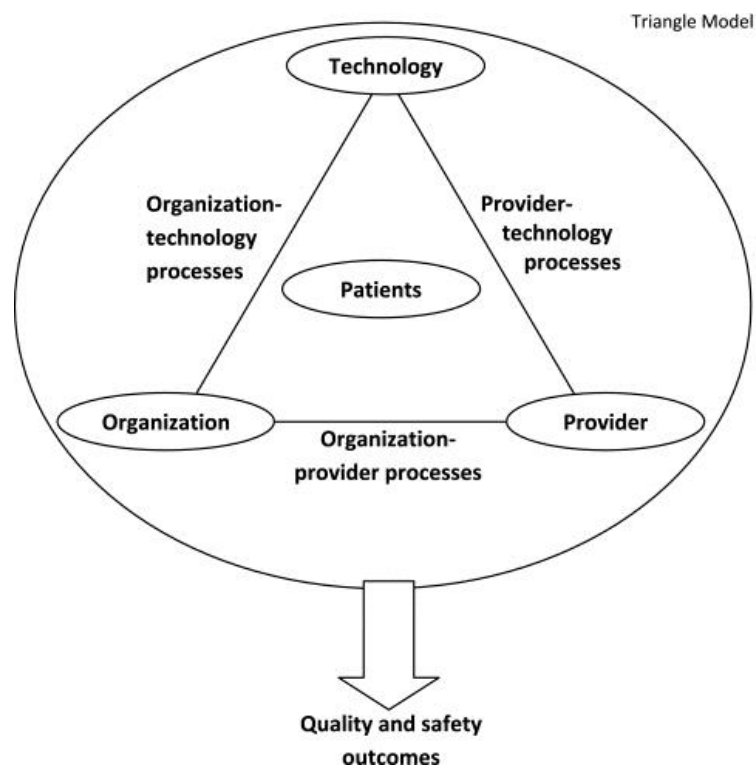 Triangle Model
Technology
Organization-
technology
processes
Provider-
technology
processes
Patients
Organization
Provider
Organization-
provider processes
Quality and safety
outcomes